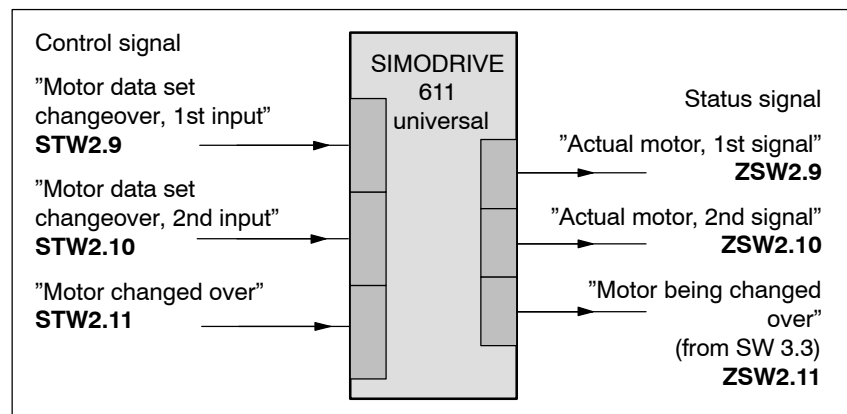 Control signal
”Motor data set
changeover, 1st input”
STW2.9
”Motor data set
changeover, 2nd input”
STW2.10
”Motor changed over”
STW2.11
SIMODRIVE
611
universal
Status signal
”Actual motor, 1st signal”
ZSW2.9
”Actual motor, 2nd signal”
ZSW2.10
”Motor being changed
over”
(from SW 3.3)
ZSW2.11